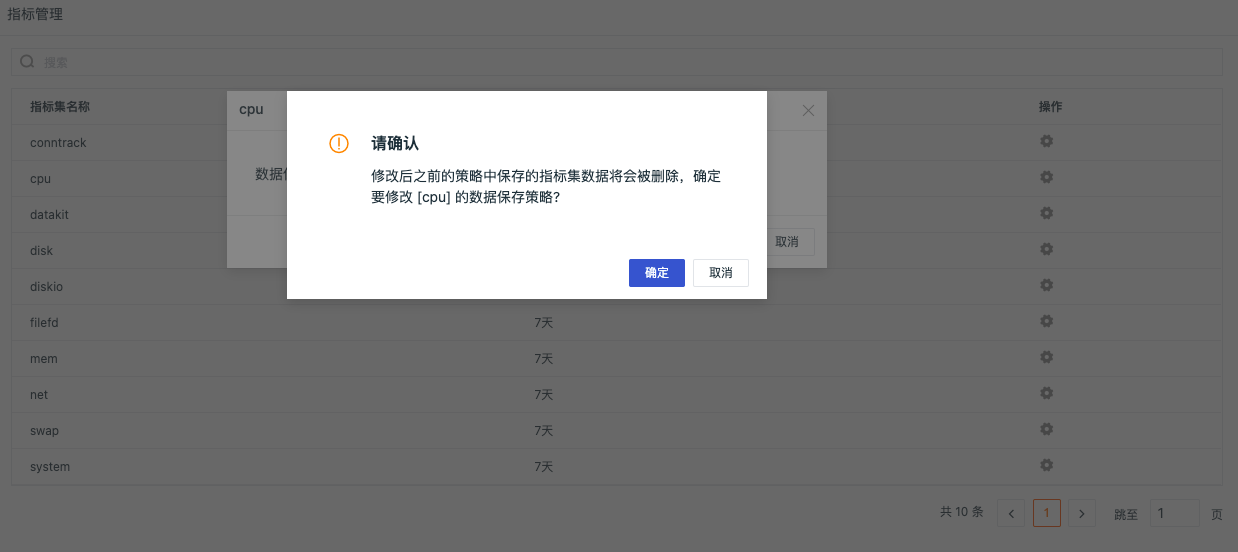 指标管理
搜索
指标集名称
操作
cpu
请确认
修改后之前的策略中保存的指标集数据将会被删除，确定
要修改 [cpu] 的数据保存策略？
确定 取消
数据
取消
conntrack
cpu
datakit
disk
diskio
filefd 7天
mem 7天
net 7天
swap 7天
system 7天
共 10 条 1 跳至 1 页